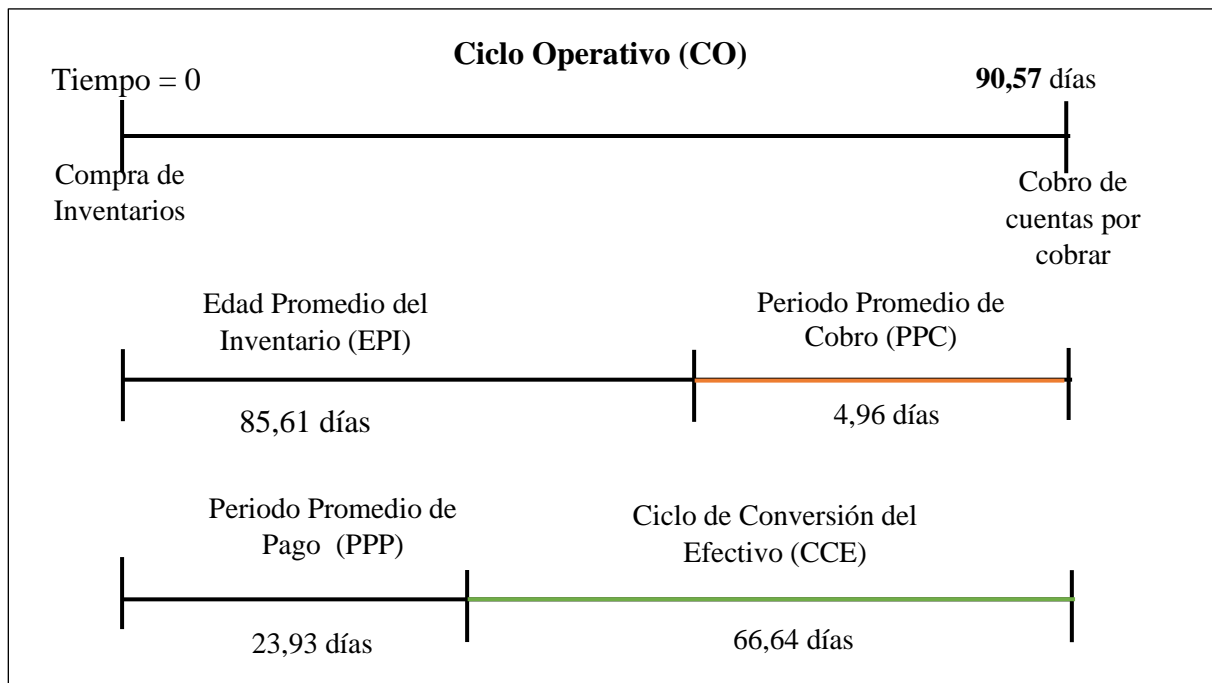 Ciclo Operativo (CO)
Tiempo = 0
90,57 días
Compra de
Inventarios
Cobro de
cuentas por
cobrar
Edad Promedio del
Inventario (EPI)
Periodo Promedio de
Cobro (PPC)
85,61 días
4,96 días
Periodo Promedio de
Pago (PPP)
Ciclo de Conversión del
Efectivo (CCE)
23,93 días
66,64 días